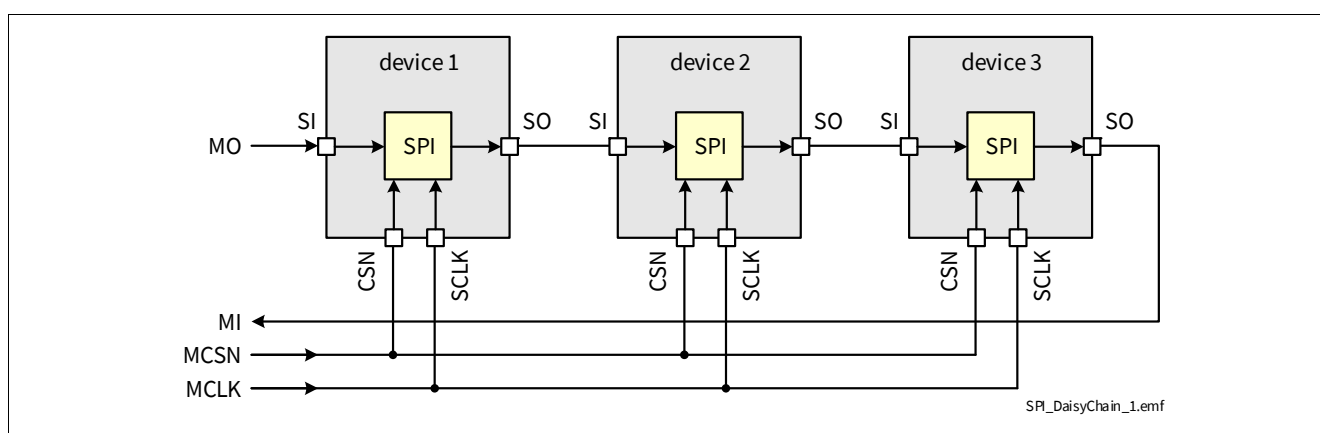 device 1 device 2 device 3
SI SO SI SO SI SO
MO SPI SPI SPI
CSN SCLK CSN SCLK CSN SCLK
MI
MCSN
MCLK
SPI_DaisyChain_1.emf